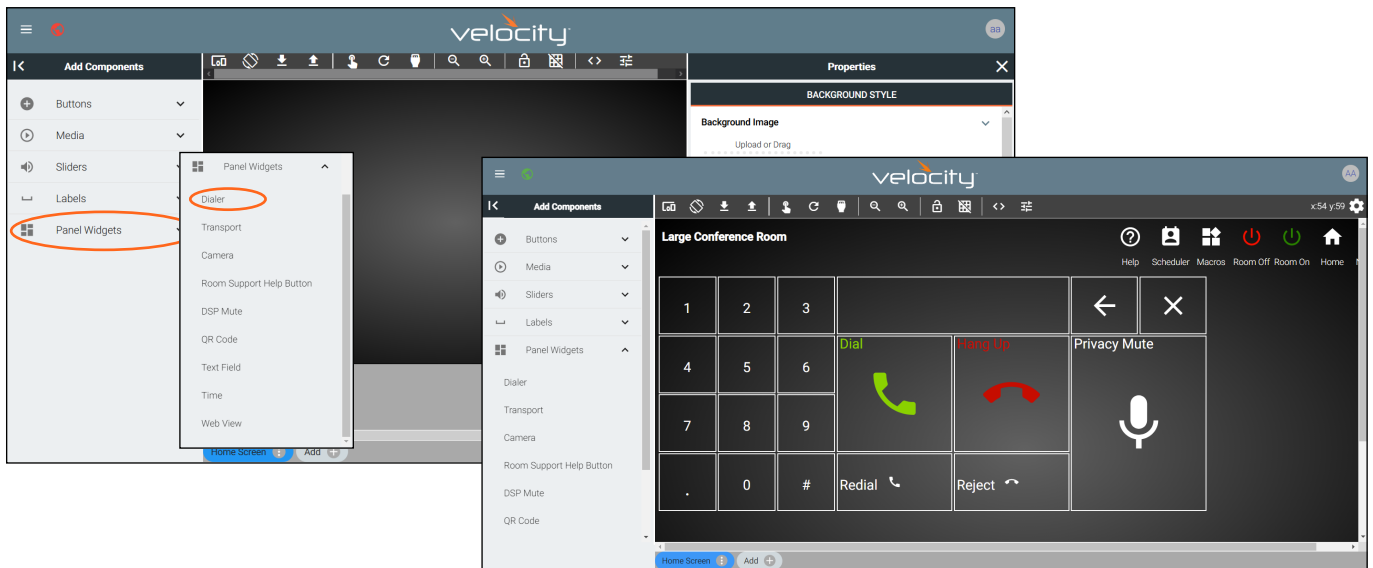 velocity
aa
Add Components
Properties
BACKGROUND STYLE
Buttons
Background Image
Media
Upload or Drag
Sliders
Labels
Panel Widgets
Home Screen
Add
Panel Widgets
Dialer
Transport
Camera
Room Support Help Button
DSP Mute
QR Code
Text Field
Time
Web View
velocity
AA
Add Components
x:54 y:59
Buttons
Media
Sliders
Labels
Panel Widgets
Dialer
Transport
Camera
Room Support Help Button
DSP Mute
QR Code
Large Conference Room
Help Scheduler Macros Room Off Room On Home
1 2 3
Dial Hang Up Privacy Mute
4 5 6
7 8 9
. 0 # Redial Reject
Home Screen Add